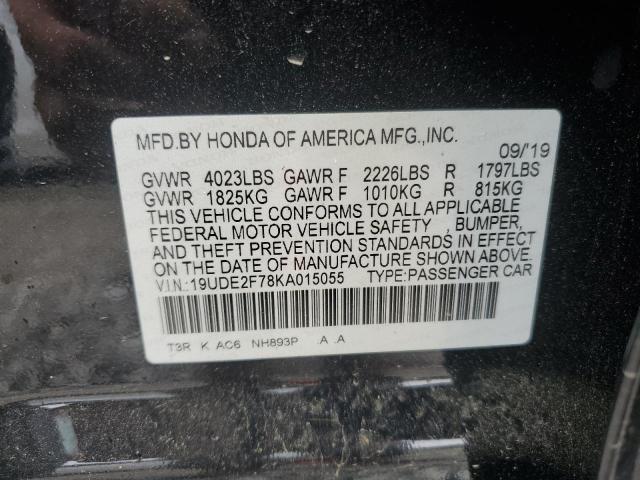 MFD.BY HONDA OF AMERICA MFG.,INC.
09/'19
GVWR 4023LBS GAWR F 2226LBS R 1797LBS
GVWR 1825KG GAWR F 1010KG R 815KG
THIS VEHICLE CONFORMS TO ALL APPLICABLE
FEDERAL MOTOR VEHICLE SAFETY , BUMPER,
AND THEFT PREVENTION STANDARDS IN EFFECT
ON THE DATE OF MANUFACTURE SHOWN ABOVE.
V.I.N.:19UDE2F78KA015055 TYPE:PASSENGER CAR
T3R K AC6 NH893P .A .A